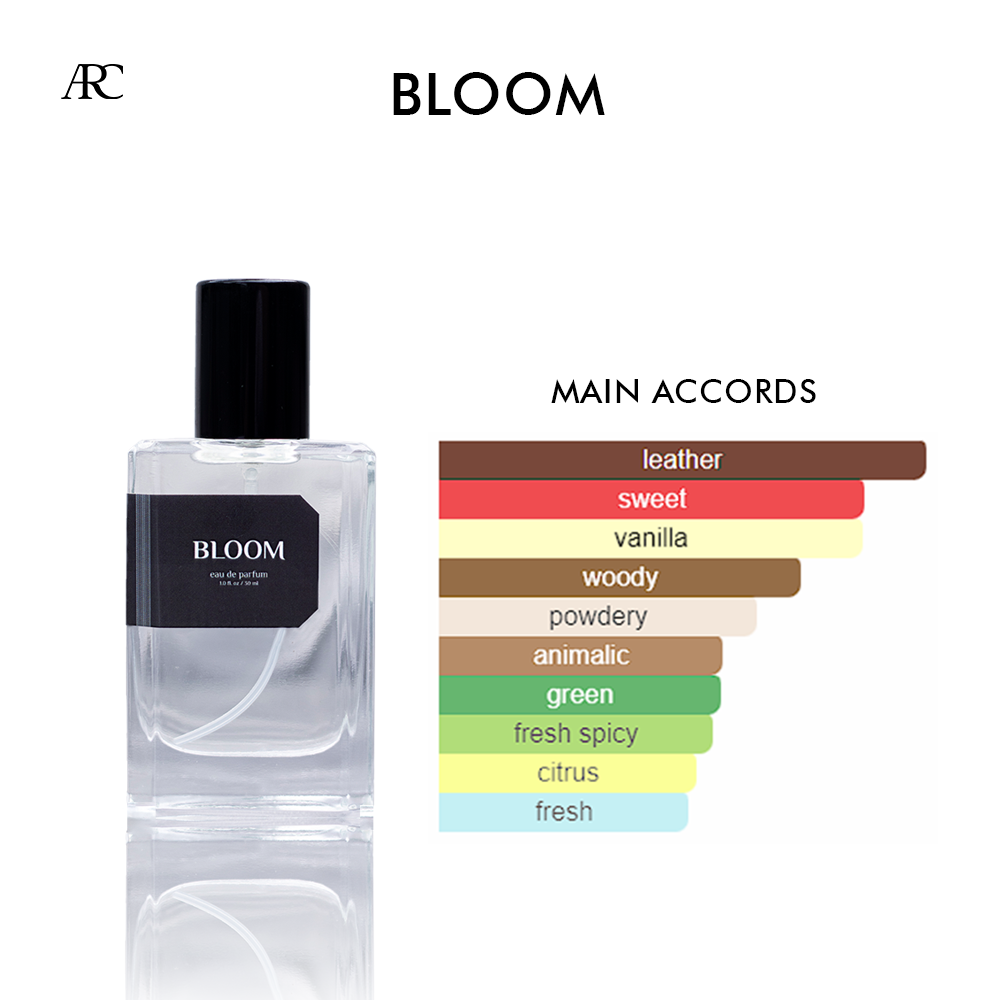 ARC
BLOOM
MAIN ACCORDS
leather
sweet
vanilla
woody
powdery
animalic
green
fresh spicy
citrus
fresh
BLOOM
eau de parfum
1.0 fl. oz / 30 ml